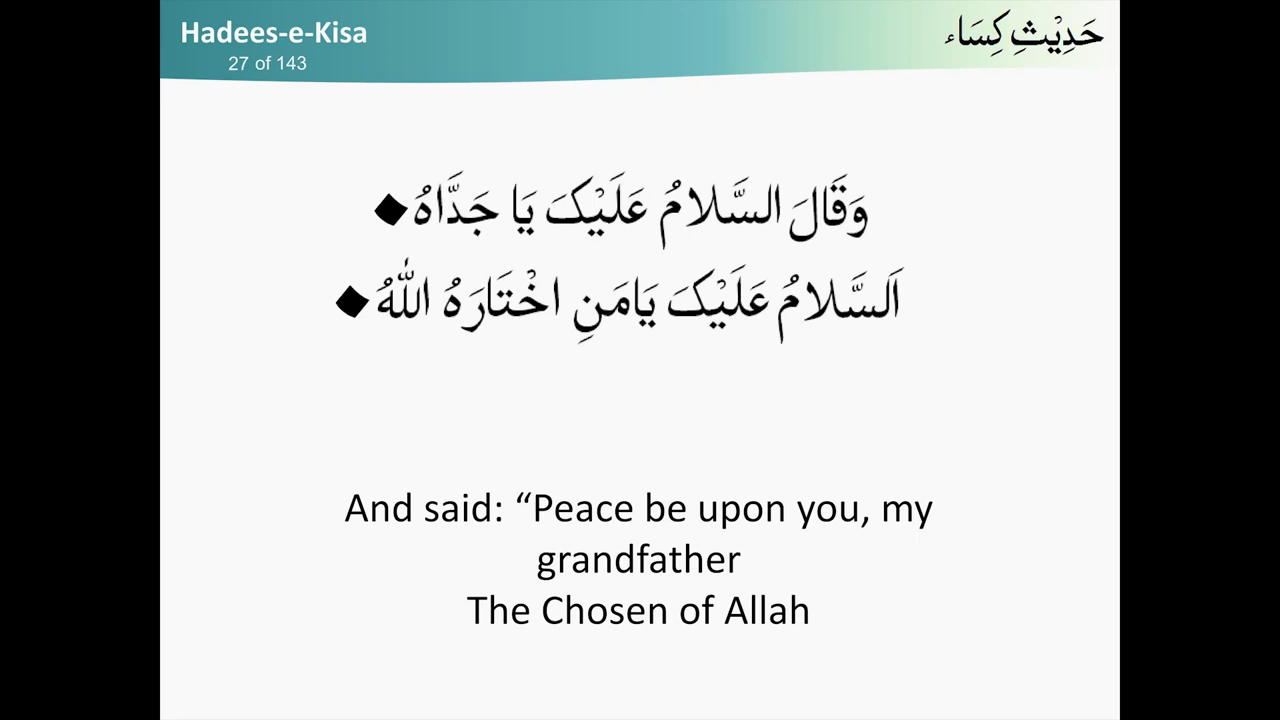 Hadees-e-Kisa
حَدِيْثِ كِسَاء
27 of 143
وَقَالَ السَّلامُ عَلَيْكَ يَا جَدَّاهُ◆
اَلسَّلامُ عَلَيْكَ يَامَنِ اخْتَارَهُ اللّٰهُ◆
And said: “Peace be upon you, my
grandfather
The Chosen of Allah